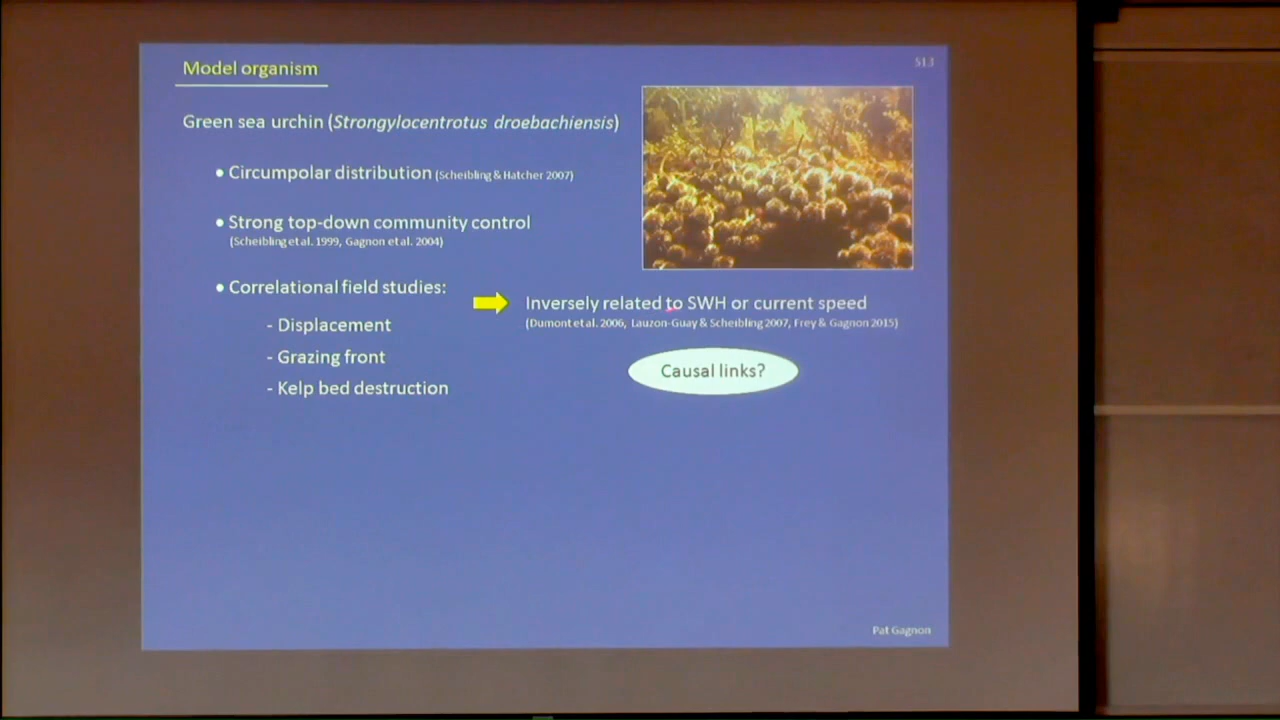 Model organism
513
Green sea urchin (Strongylocentrotus droebachiensis)
• Circumpolar distribution (Scheibling & Hatcher 2007)
• Strong top-down community control
(Scheibling et al. 1999, Gagnon et al. 2004)
• Correlational field studies:
- Displacement
- Grazing front
- Kelp bed destruction
Inversely related to SWH or current speed
(Dumont et al. 2006, Lauzon-Guay & Scheibling 2007, Frey & Gagnon 2015)
Causal links?
Pat Gagnon